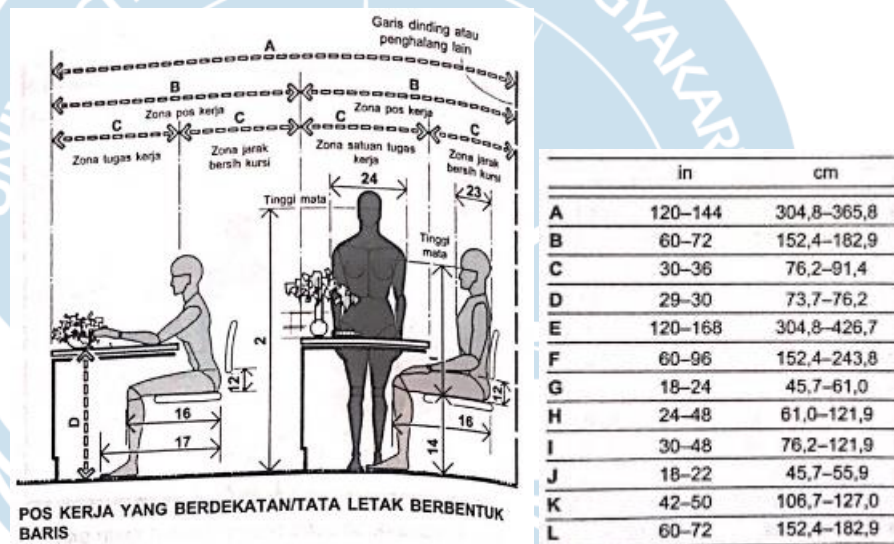 Garis dinding atau
penghalang lain
A
B
B
Zona pos kerja
Zona pos kerja
C
C
C
C
Zona tugas kerja
Zona jarak
bersih kursi
Zona satuan tugas
kerja
Zona jarak
bersih kursi
24
23
Tinggi mata
Tinggi
mata
2
12
12
D
16
16
17
14
POS KERJA YANG BERDEKATAN/TATA LETAK BERBENTUK
BARIS
in cm
A 120–144 304,8–365,8
B 60–72 152,4–182,9
C 30–36 76,2–91,4
D 29–30 73,7–76,2
E 120–168 304,8–426,7
F 60–96 152,4–243,8
G 18–24 45,7–61,0
H 24–48 61,0–121,9
I 30–48 76,2–121,9
J 18–22 45,7–55,9
K 42–50 106,7–127,0
L 60–72 152,4–182,9